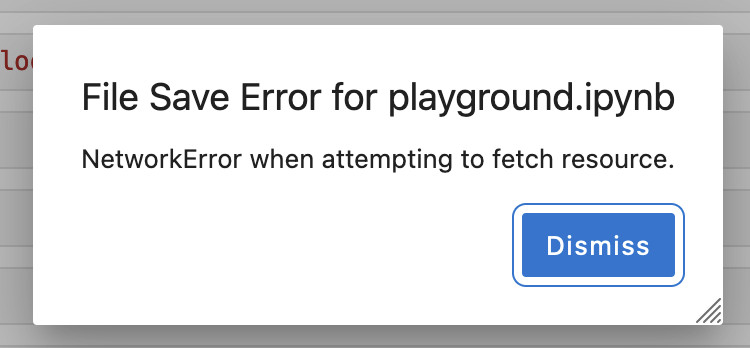 File Save Error for playground.ipynb
NetworkError when attempting to fetch resource.
Dismiss